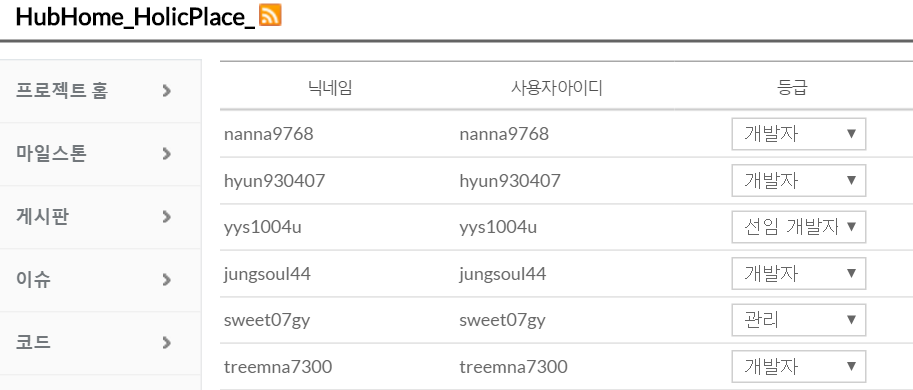 HubHome_HolicPlace_
프로젝트 홈
마일스톤
게시판
이슈
코드
닉네임 사용자아이디 등급
nanna9768 nanna9768 개발자
hyun930407 hyun930407 개발자
yys1004u yys1004u 선임 개발자
jungsoul44 jungsoul44 개발자
sweet07gy sweet07gy 관리
treemna7300 treemna7300 개발자